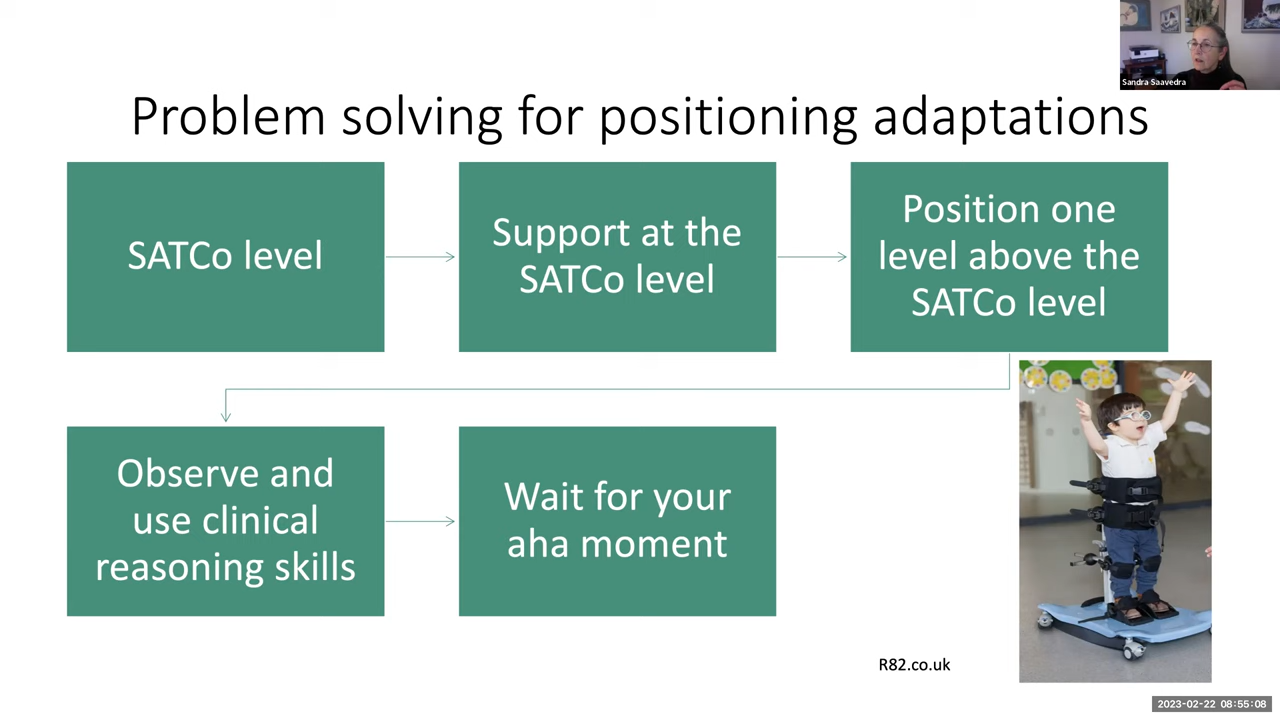 Sandra Saavedra
Problem solving for positioning adaptations
SATCo level
Support at the
SATCo level
Position one
level above the
SATCo level
Observe and
use clinical
reasoning skills
Wait for your
aha moment
R82.co.uk
2023-02-22 08:55:08